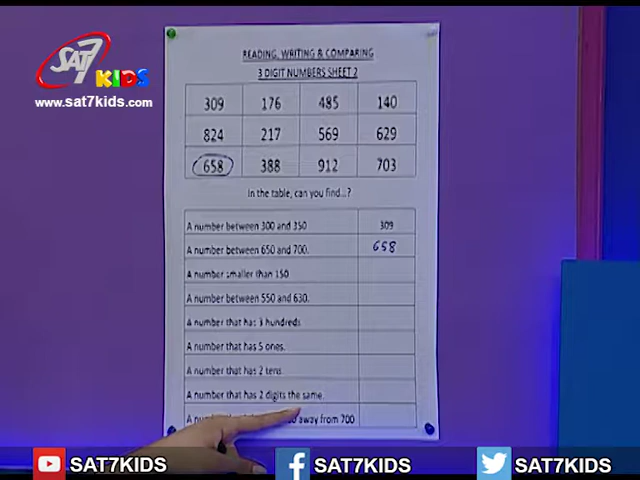 SAT7
KIDS
www.sat7kids.com
READING, WRITING & COMPARING
3 DIGIT NUMBERS SHEET 2
309 176 485 140
824 217 569 629
658 388 912 703
In the table, can you find...?
A number between 300 and 350 309
A number between 650 and 700. 658
A number smaller than 150
A number between 550 and 630.
A number that has 3 hundreds.
A number that has 5 ones.
A number that has 2 tens.
A number that has 2 digits the same.
away from 700
SAT7KIDS SAT7KIDS SAT7KIDS